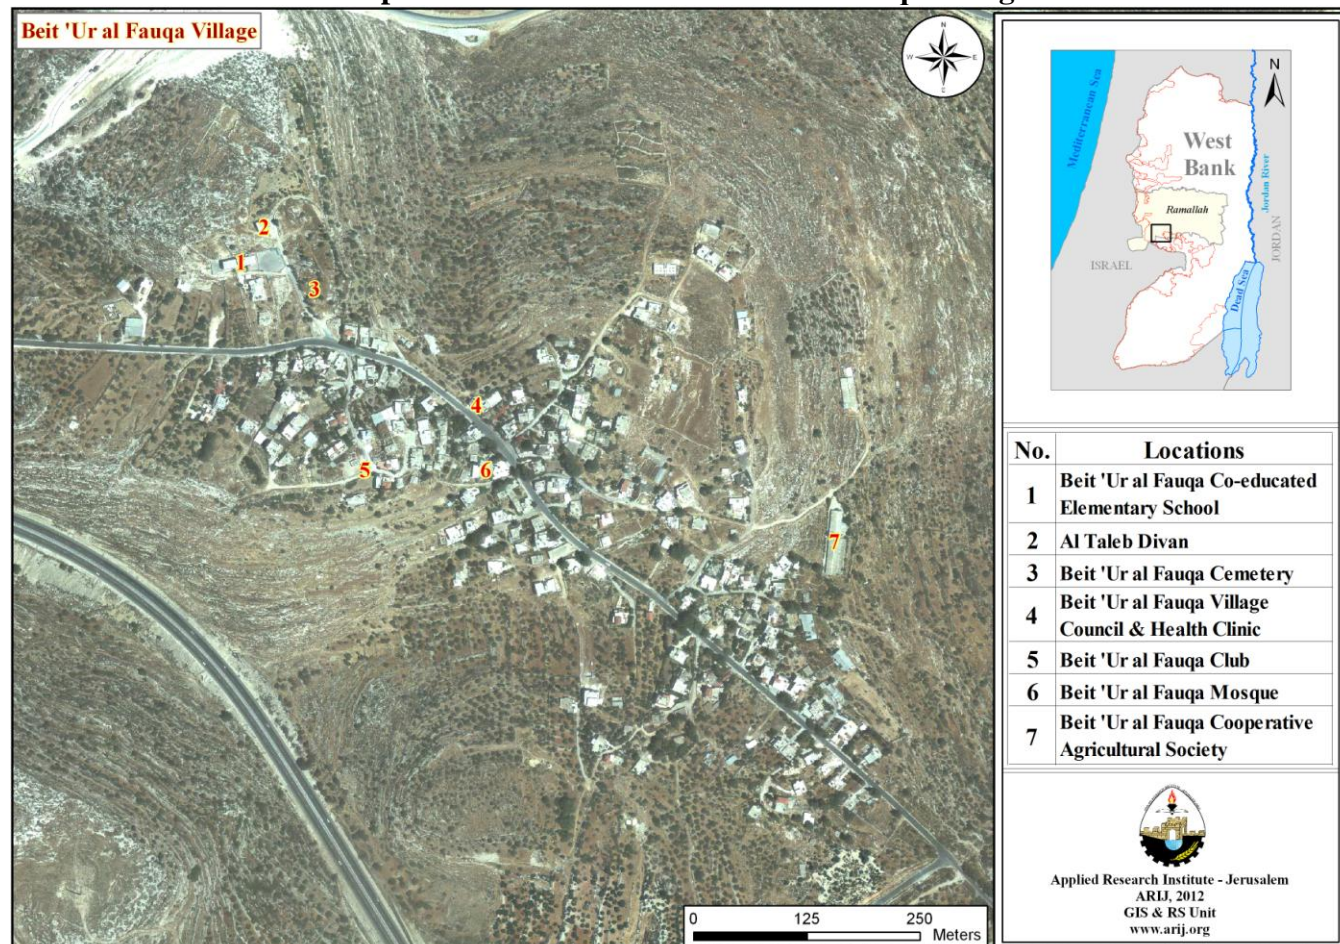 Beit 'Ur al Fauqa Village
N
W
E
S
1
2
3
4
5
6
7
0
125
250
Meters
N
Mediterranean Sea
West
Bank
Jordan River
Ramallah
JORDAN
ISRAEL
Dead Sea
No.
Locations
1
Beit 'Ur al Fauqa Co-educated
Elementary School
2
Al Taleb Divan
3
Beit 'Ur al Fauqa Cemetery
4
Beit 'Ur al Fauqa Village
Council & Health Clinic
5
Beit 'Ur al Fauqa Club
6
Beit 'Ur al Fauqa Mosque
7
Beit 'Ur al Fauqa Cooperative
Agricultural Society
Applied Research Institute - Jerusalem
ARIJ, 2012
GIS & RS Unit
www.arij.org